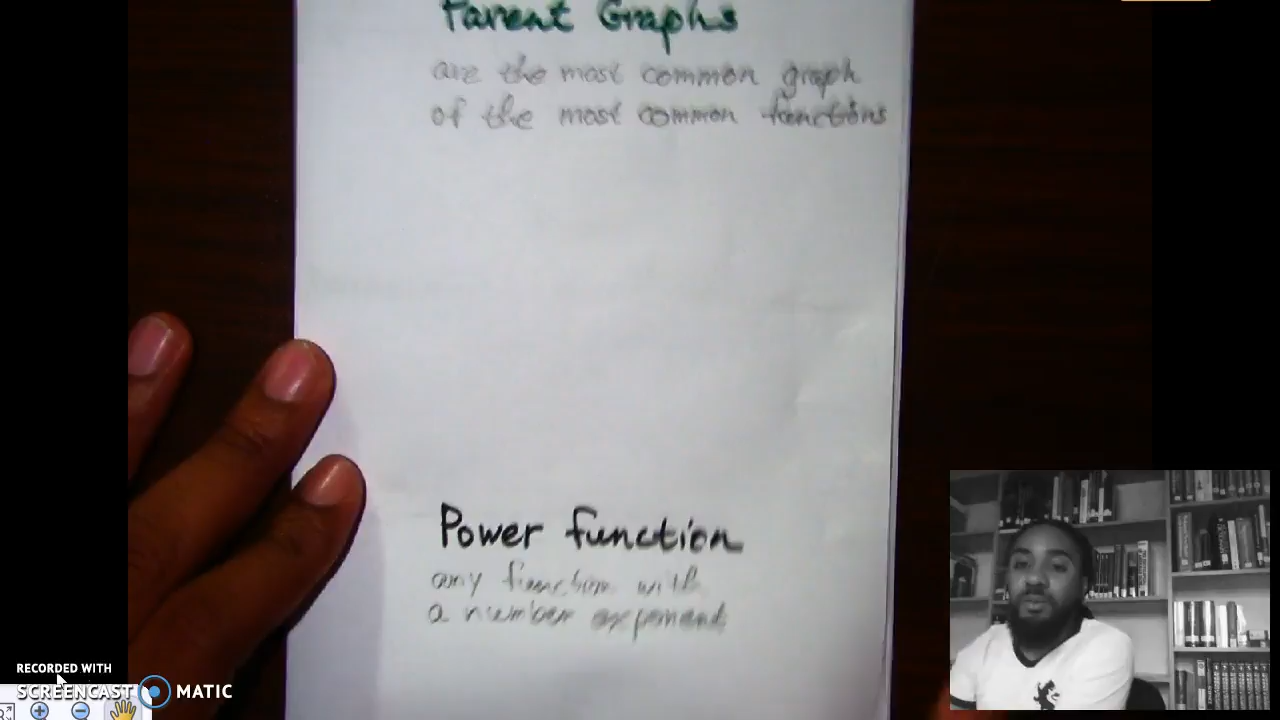 Parent Graphs
are the most common graph
of the most common functions
Power function
any function with
a number exponent
RECORDED WITH
SCREENCAST MATIC